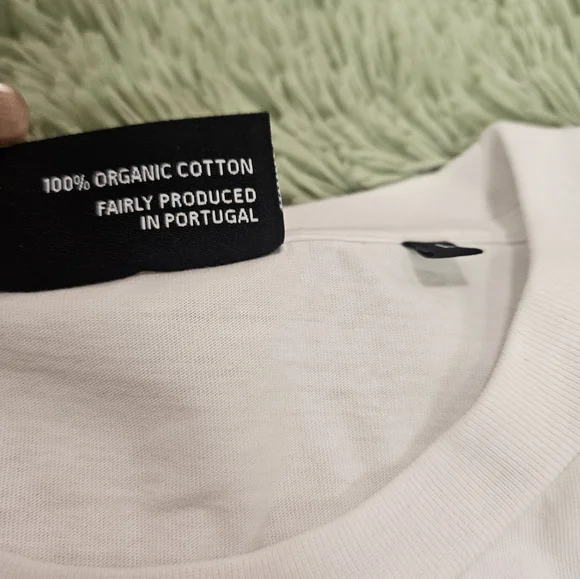 100% ORGANIC COTTON
FAIRLY PRODUCED
IN PORTUGAL